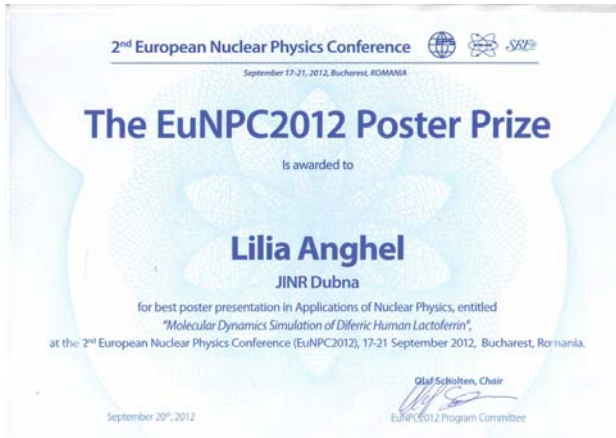 2nd European Nuclear Physics Conference EPS SRF
September 17-21, 2012, Bucharest, ROMANIA
The EuNPC2012 Poster Prize
Is awarded to
Lilia Anghel
JINR Dubna
for best poster presentation in Applications of Nuclear Physics, entitled
"Molecular Dynamics Simulation of Diferric Human Lactoferrin",
at the 2nd European Nuclear Physics Conference (EuNPC2012), 17-21 September 2012, Bucharest, Romania.
Olaf Scholten, Chair
September 20th, 2012 EuNPC2012 Program Committee